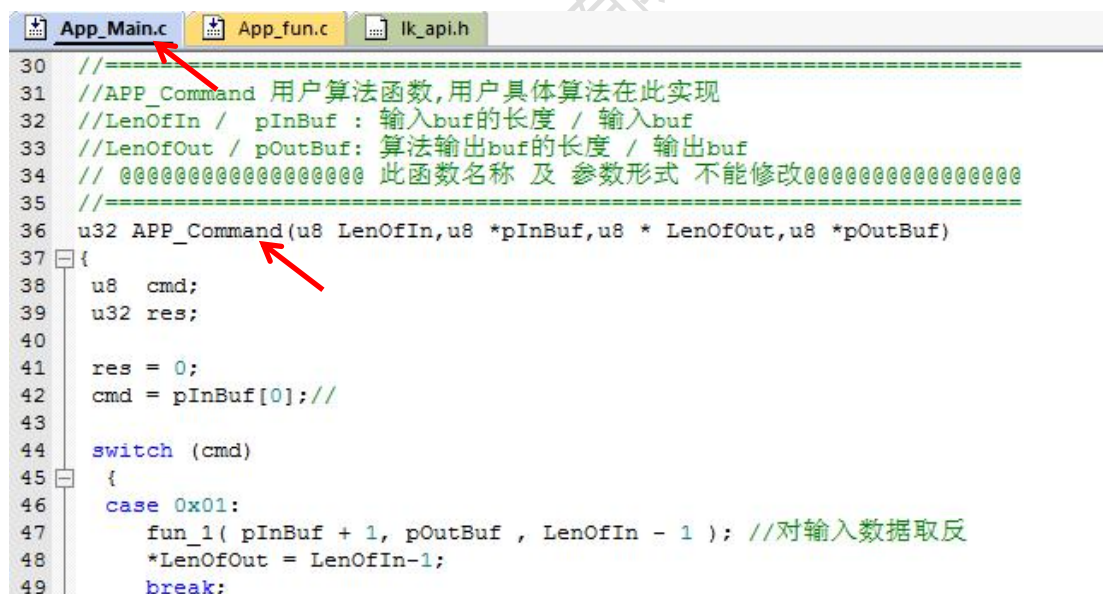 App_Main.c App_fun.c lk_api.h
30 //====================================================================
31 //APP_Command 用户算法函数,用户具体算法在此实现
32 //LenOfIn / pInBuf : 输入buf的长度 / 输入buf
33 //LenOfOut / pOutBuf: 算法输出buf的长度 / 输出buf
34 // @@@@@@@@@@@@@@@@@@ 此函数名称 及 参数形式 不能修改@@@@@@@@@@@@@@@@
35 //====================================================================
36 u32 APP_Command(u8 LenOfIn,u8 *pInBuf,u8 * LenOfOut,u8 *pOutBuf)
37 {
38 u8 cmd;
39 u32 res;
40
41 res = 0;
42 cmd = pInBuf[0];//
43
44 switch (cmd)
45 {
46 case 0x01:
47 fun_1( pInBuf + 1, pOutBuf , LenOfIn - 1 ); //对输入数据取反
48 *LenOfOut = LenOfIn-1;
49 break;